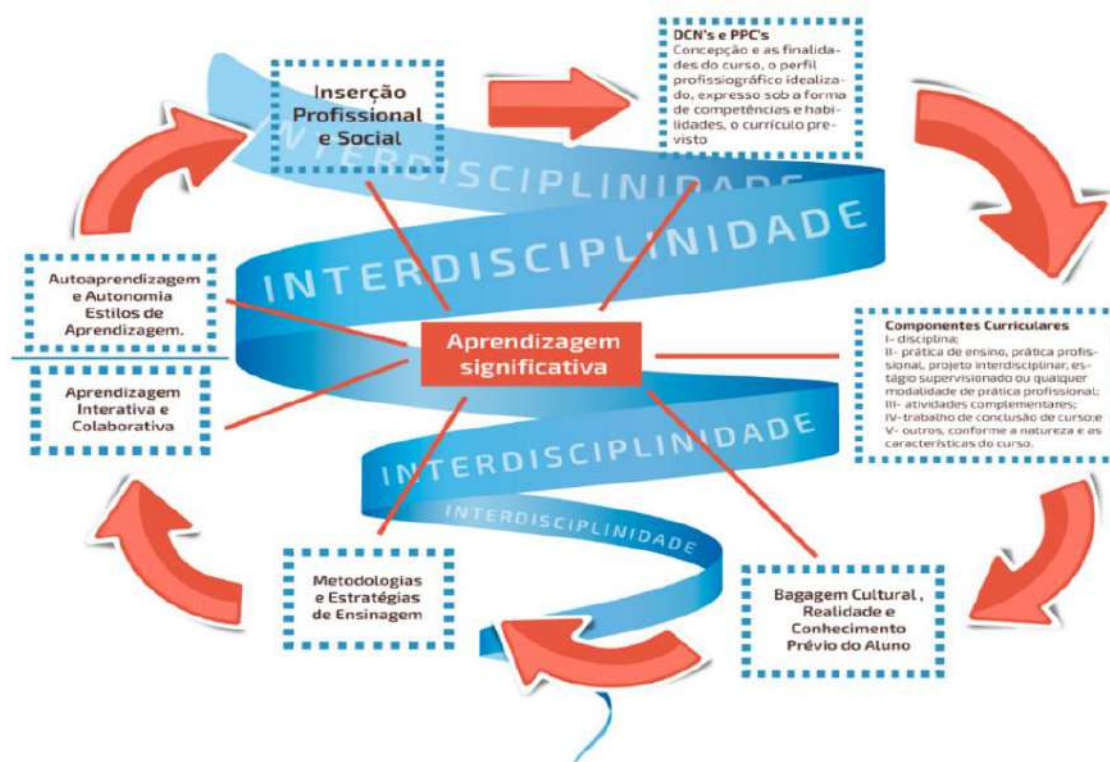 Inserção
Profissional
e Social
DCN's e PPC's
Concepção e as finalida-
des do curso, o perfil
profissiográfico idealiza-
do, expresso sob a forma
de competências e habi-
lidades, o currículo pre-
visto
INTERDISCIPLINIDADE
INTERDISCIPLINIDADE
Autoaprendizagem
e Autonomia
Estilos de
Aprendizagem.
Aprendizagem
Interativa e
Colaborativa
Aprendizagem
significativa
Componentes Curriculares
I- disciplina;
II- prática de ensino, prática profis-
sional, projeto interdisciplinar, es-
tágio supervisionado ou qualquer
modalidade de prática profissional;
III- atividades complementares;
IV- trabalho de conclusão de curso;e
V- outros, conforme a natureza e as
características do curso.
INTERDISCIPLINIDADE
INTERDISCIPLINIDADE
Metodologias
e Estratégias
de Ensinagem
Bagagem Cultural ,
Realidade e
Conhecimento
Prévio do Aluno